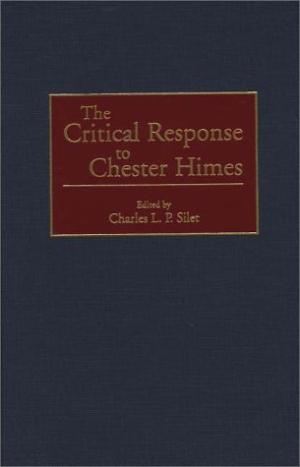 The
Critical Response
to
Chester Himes
Edited by
Charles L. P. Silet